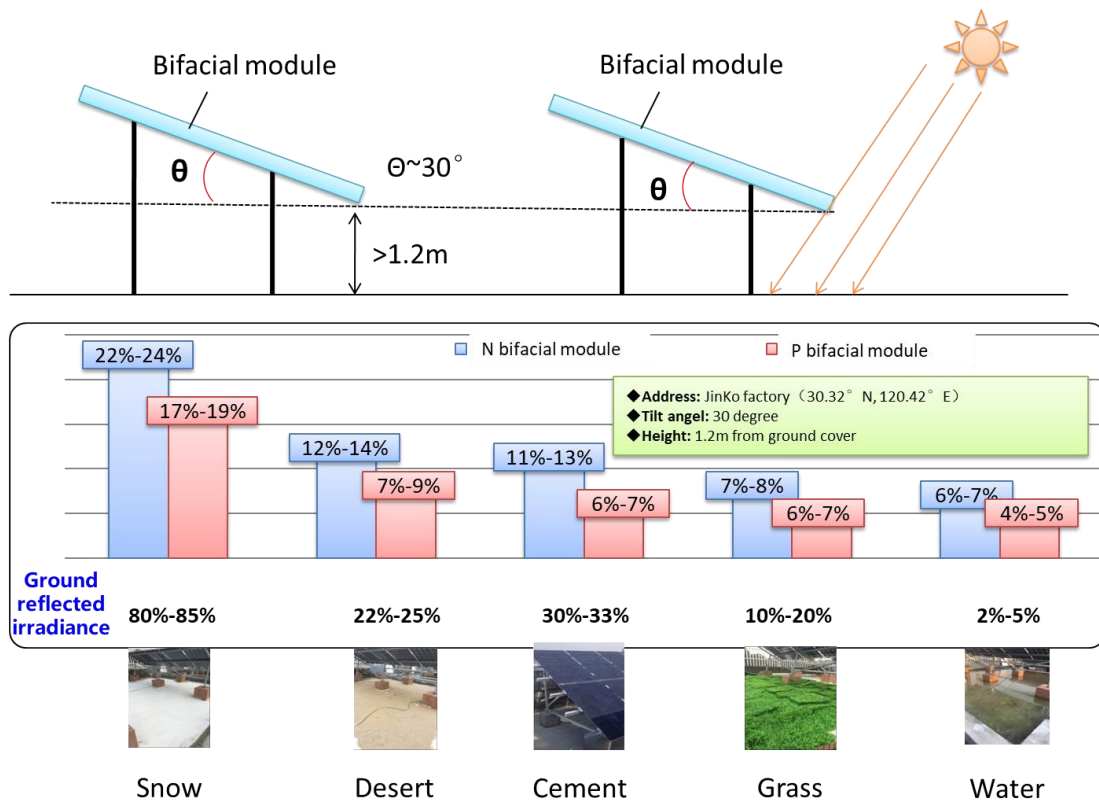 Bifacial module
Bifacial module
θ
Θ~30°
θ
>1.2m
N bifacial module
P bifacial module
22%-24%
17%-19%
12%-14%
7%-9%
11%-13%
6%-7%
7%-8%
6%-7%
6%-7%
4%-5%
◆Address: JinKo factory（30.32° N, 120.42° E）
◆Tilt angel: 30 degree
◆Height: 1.2m from ground cover
Ground
reflected
irradiance
80%-85%
22%-25%
30%-33%
10%-20%
2%-5%
Snow
Desert
Cement
Grass
Water